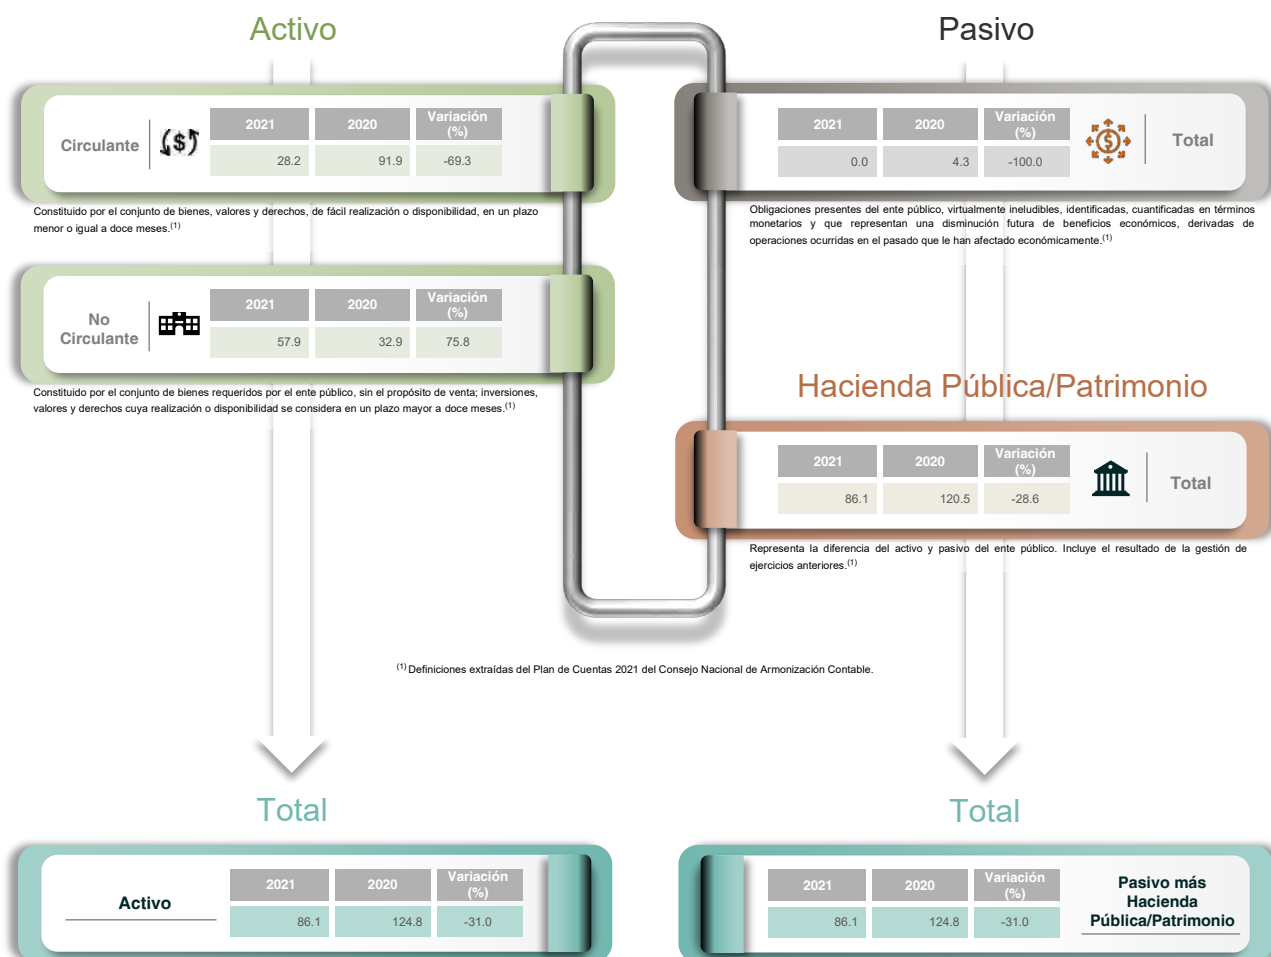 Activo
Circulante
2021 2020 Variación (%)
28.2 91.9 -69.3
Constituido por el conjunto de bienes, valores y derechos, de fácil realización o disponibilidad, en un plazo
menor o igual a doce meses.(1)
No
Circulante
2021 2020 Variación (%)
57.9 32.9 75.8
Constituido por el conjunto de bienes requeridos por el ente público, sin el propósito de venta; inversiones,
valores y derechos cuya realización o disponibilidad se considera en un plazo mayor a doce meses.(1)
Pasivo
2021 2020 Variación (%)
0.0 4.3 -100.0
Total
Obligaciones presentes del ente público, virtualmente ineludibles, identificadas, cuantificadas en términos
monetarios y que representan una disminución futura de beneficios económicos, derivadas de
operaciones ocurridas en el pasado que le han afectado económicamente.(1)
Hacienda Pública/Patrimonio
2021 2020 Variación (%)
86.1 120.5 -28.6
Total
Representa la diferencia del activo y pasivo del ente público. Incluye el resultado de la gestión de
ejercicios anteriores.(1)
(1) Definiciones extraídas del Plan de Cuentas 2021 del Consejo Nacional de Armonización Contable.
Total
Activo
2021 2020 Variación (%)
86.1 124.8 -31.0
Total
2021 2020 Variación (%)
86.1 124.8 -31.0
Pasivo más
Hacienda
Pública/Patrimonio